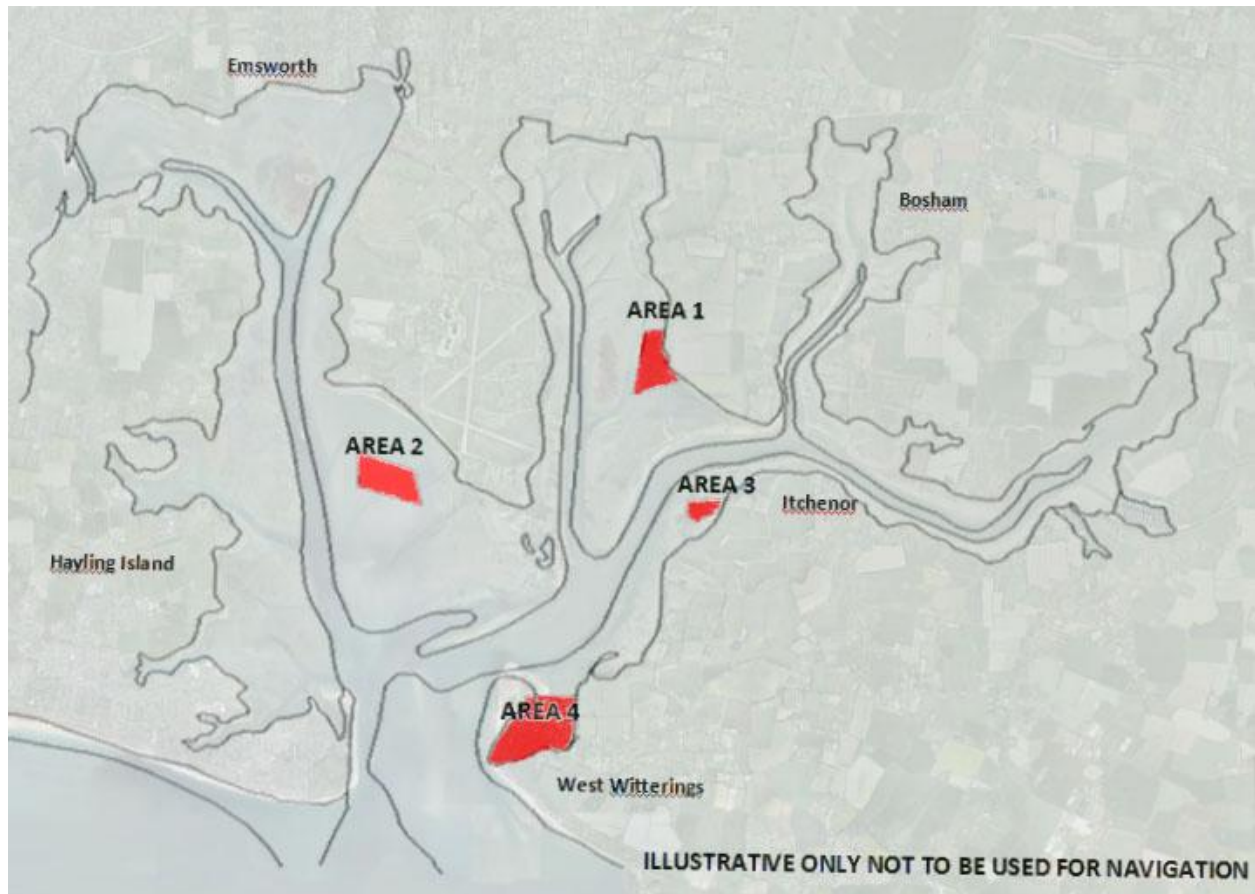 Emsworth
Bosham
AREA 1
AREA 2
AREA 3
Itchenor
Hayling Island
AREA 4
West Witterings
ILLUSTRATIVE ONLY NOT TO BE USED FOR NAVIGATION